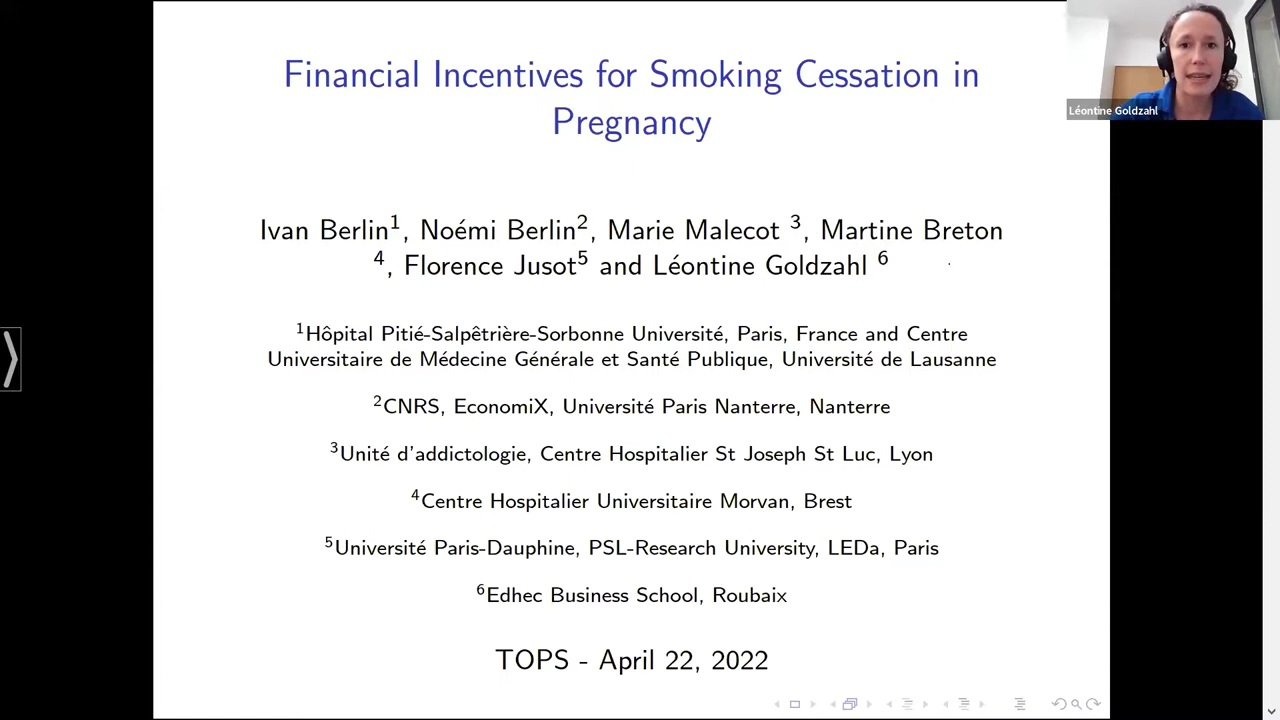 Financial Incentives for Smoking Cessation in
Pregnancy
Léontine Goldzahl
Ivan Berlin1, Noémi Berlin2, Marie Malecot 3, Martine Breton
4, Florence Jusot5 and Léontine Goldzahl 6
1Hôpital Pitié-Salpêtrière-Sorbonne Université, Paris, France and Centre
Universitaire de Médecine Générale et Santé Publique, Université de Lausanne
2CNRS, EconomiX, Université Paris Nanterre, Nanterre
3Unité d'addictologie, Centre Hospitalier St Joseph St Luc, Lyon
4Centre Hospitalier Universitaire Morvan, Brest
5Université Paris-Dauphine, PSL-Research University, LEDa, Paris
6Edhec Business School, Roubaix
TOPS - April 22, 2022